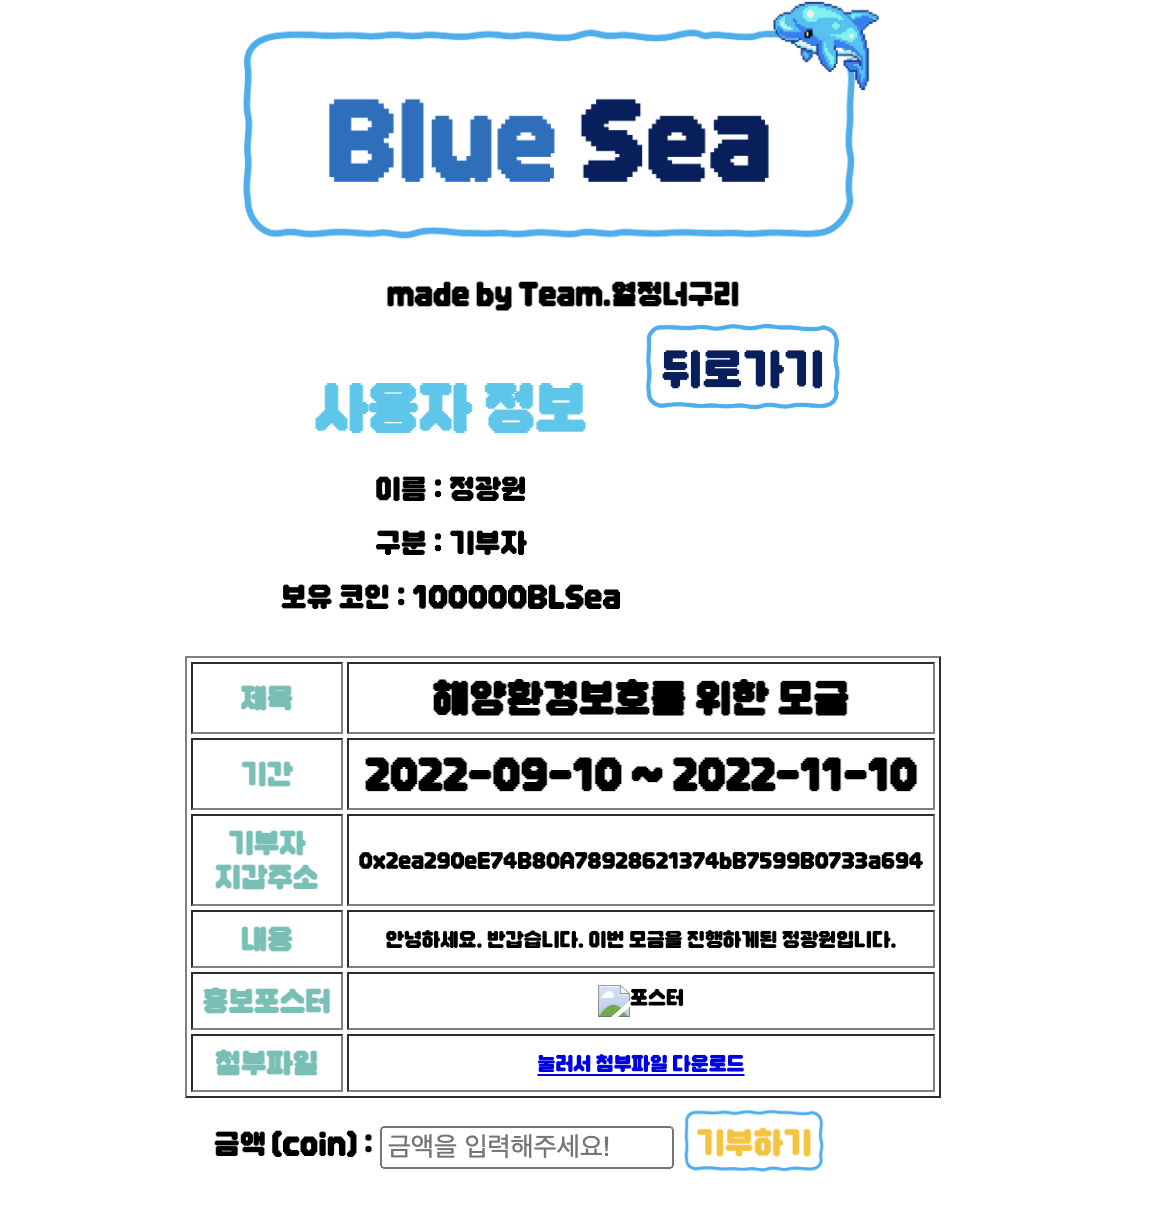 Blue Sea
made by Team.열정너구리
뒤로가기
사용자 정보
이름 : 정광원
구분 : 기부자
보유 코인 : 100000BLSea
제목
해양환경보호를 위한 모금
기간
2022-09-10 ~ 2022-11-10
기부자
지갑주소
0x2ea290eE74B80A78928621374bB7599B0733a694
내용
안녕하세요. 반갑습니다. 이번 모금을 진행하게된 정광원입니다.
홍보포스터
포스터
첨부파일
눌러서 첨부파일 다운로드
금액 (coin) : 금액을 입력해주세요! 기부하기